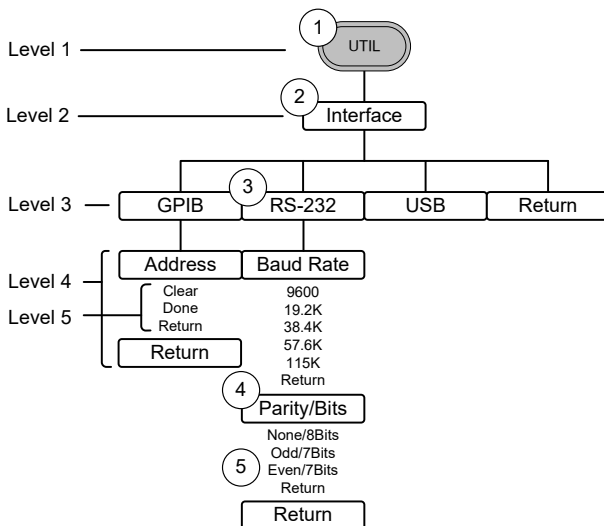 1
UTIL
Level 1
2
Level 2
Interface
3
Level 3
GPIB
RS-232
USB
Return
Level 4
Address
Baud Rate
Level 5
Clear
Done
Return
Return
9600
19.2K
38.4K
57.6K
115K
Return
4
Parity/Bits
None/8Bits
Odd/7Bits
5
Even/7Bits
Return
Return